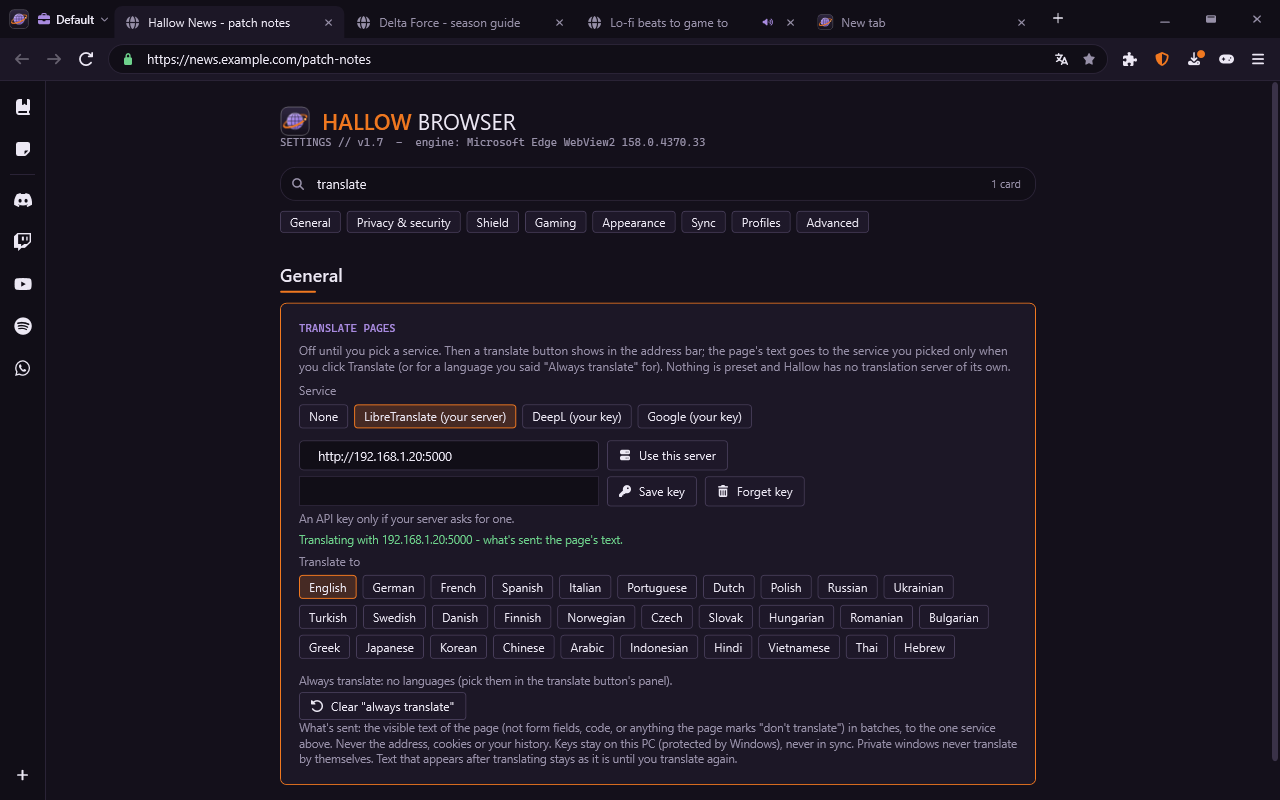 Default
Hallow News - patch notes
Delta Force - season guide
Lo-fi beats to game to
New tab
https://news.example.com/patch-notes
HALLOW BROWSER
SETTINGS // v1.7 – engine: Microsoft Edge WebView2 158.0.4370.33
translate
1 card
General
Privacy & security
Shield
Gaming
Appearance
Sync
Profiles
Advanced
General
TRANSLATE PAGES
Off until you pick a service. Then a translate button shows in the address bar; the page's text goes to the service you picked only when
you click Translate (or for a language you said "Always translate" for). Nothing is preset and Hallow has no translation server of its own.
Service
None
LibreTranslate (your server)
DeepL (your key)
Google (your key)
http://192.168.1.20:5000
Use this server
Save key
Forget key
An API key only if your server asks for one.
Translating with 192.168.1.20:5000 - what's sent: the page's text.
Translate to
English German French Spanish Italian Portuguese Dutch Polish Russian Ukrainian
Turkish Swedish Danish Finnish Norwegian Czech Slovak Hungarian Romanian Bulgarian
Greek Japanese Korean Chinese Arabic Indonesian Hindi Vietnamese Thai Hebrew
Always translate: no languages (pick them in the translate button's panel).
Clear "always translate"
What's sent: the visible text of the page (not form fields, code, or anything the page marks "don't translate") in batches, to the one service
above. Never the address, cookies or your history. Keys stay on this PC (protected by Windows), never in sync. Private windows never translate
by themselves. Text that appears after translating stays as it is until you translate again.